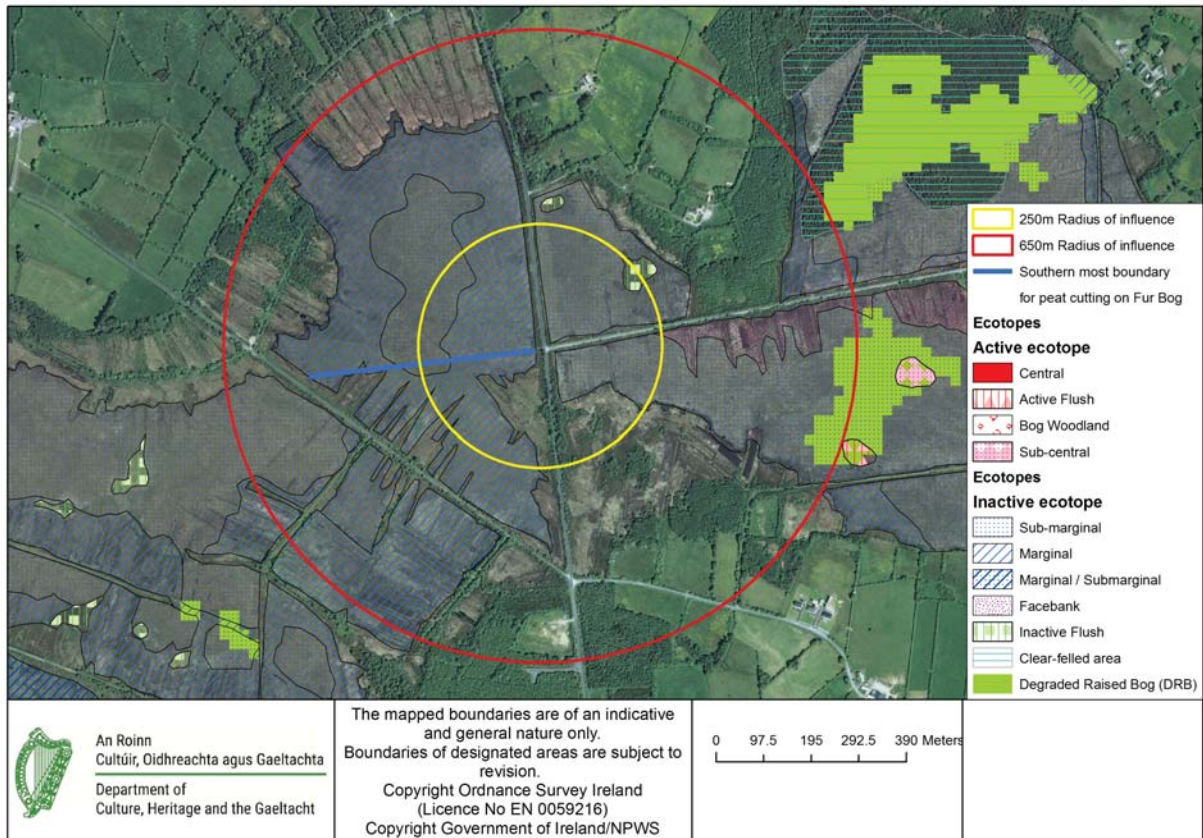 250m Radius of influence
650m Radius of influence
Southern most boundary
for peat cutting on Fur Bog
Ecotopes
Active ecotope
Central
Active Flush
Bog Woodland
Sub-central
Ecotopes
Inactive ecotope
Sub-marginal
Marginal
Marginal / Submarginal
Facebank
Inactive Flush
Clear-felled area
Degraded Raised Bog (DRB)
An Roinn
Cultúir, Oidhreachta agus Gaeltachta
Department of
Culture, Heritage and the Gaeltacht
The mapped boundaries are of an indicative
and general nature only.
Boundaries of designated areas are subject to
revision.
Copyright Ordnance Survey Ireland
(Licence No EN 0059216)
Copyright Government of Ireland/NPWS
0 97.5 195 292.5 390 Meters